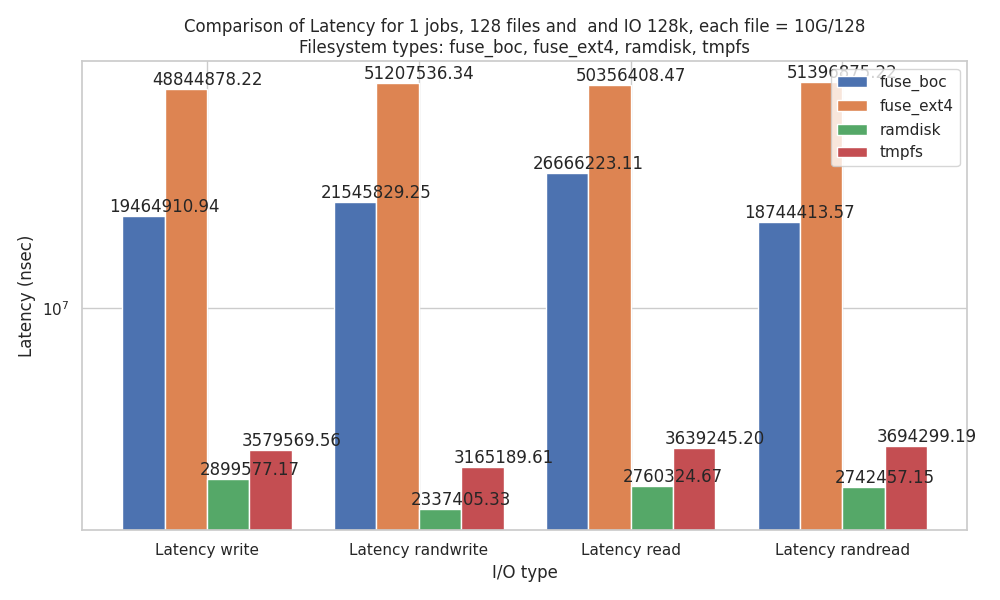 Comparison of Latency for 1 jobs, 128 files and  and IO 128k, each file = 10G/128
Filesystem types: fuse_boc, fuse_ext4, ramdisk, tmpfs
48844878.22
51207536.34
50356408.47
51396875.22
fuse_boc
fuse_ext4
ramdisk
tmpfs
26666223.11
19464910.94
21545829.25
18744413.57
Latency (nsec)
10^7
3579569.56
3165189.61
3639245.20
3694299.19
2899577.17
2337405.33
2760324.67
2742457.15
Latency write
Latency randwrite
Latency read
Latency randread
I/O type